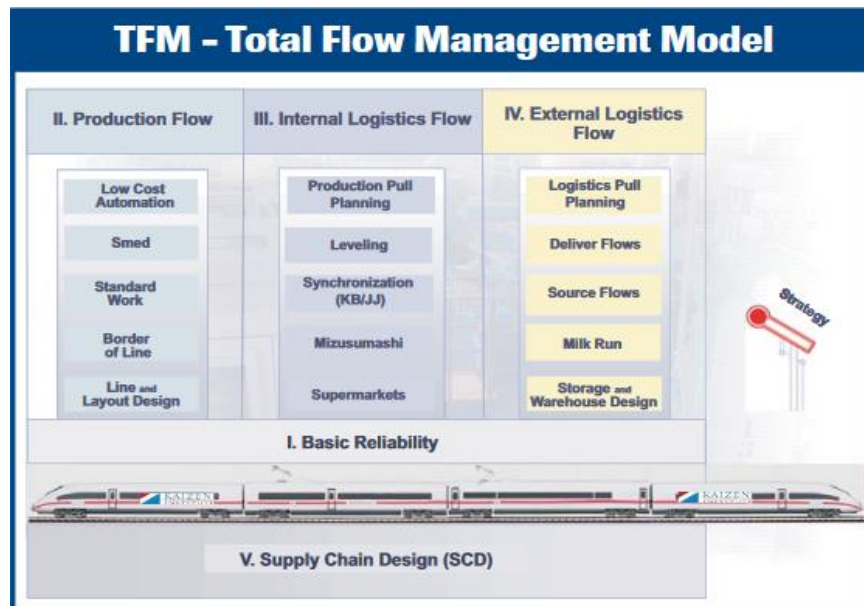 TFM - Total Flow Management Model
II. Production Flow
III. Internal Logistics Flow
IV. External Logistics
Flow
Low Cost
Automation
Smed
Standard
Work
Border
of Line
Line and
Layout Design
Production Pull
Planning
Leveling
Synchronization
(KB/JJ)
Mizusumashi
Supermarkets
Logistics Pull
Planning
Deliver Flows
Source Flows
Milk Run
Storage and
Warehouse Design
Strategy
I. Basic Reliability
KAIZEN
KAIZEN
V. Supply Chain Design (SCD)